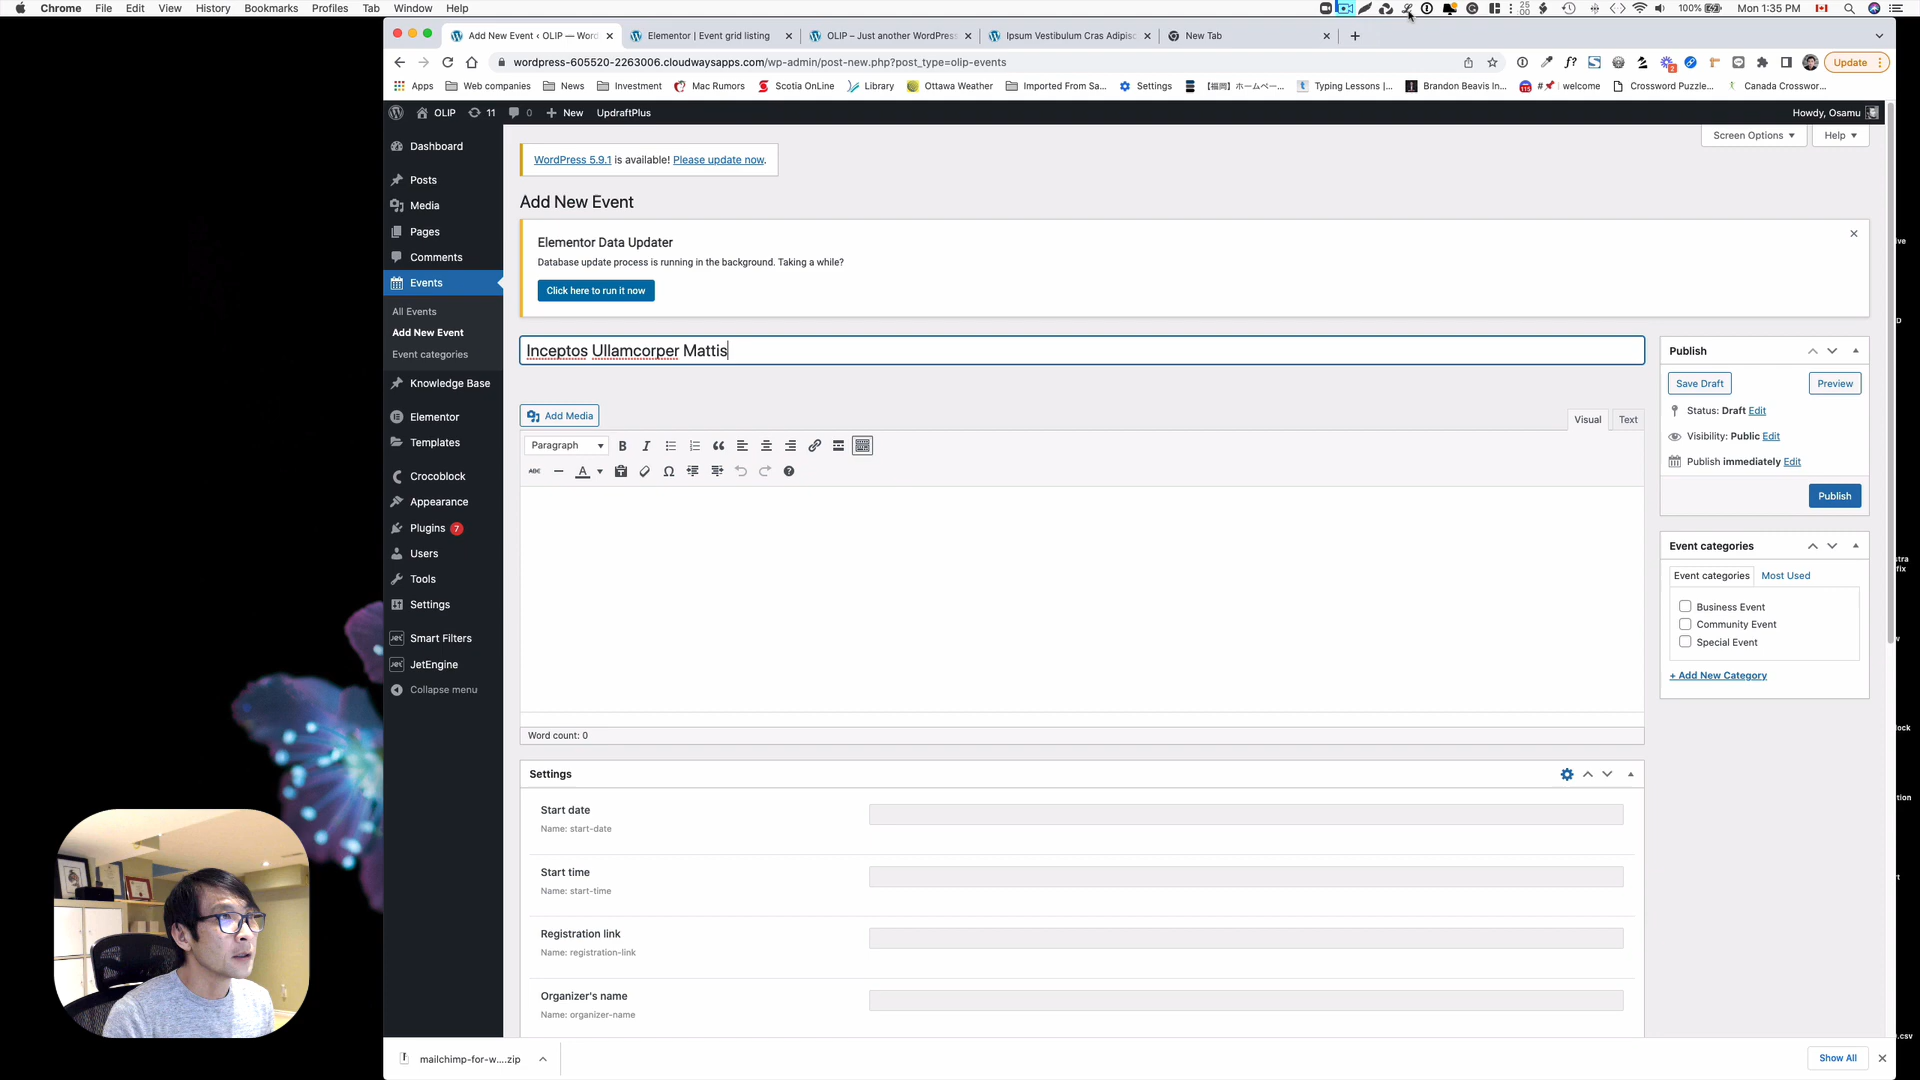 Chrome File Edit View History Bookmarks Profiles Tab Window Help
25
00
100% Mon 1:35 PM
Add New Event ‹ OLIP — Word
Elementor | Event grid listing
OLIP – Just another WordPress
Ipsum Vestibulum Cras Adipisc
New Tab
wordpress-605520-2263006.cloudwaysapps.com/wp-admin/post-new.php?post_type=olip-events
Update
Apps Web companies News Investment Mac Rumors Scotia OnLine Library Ottawa Weather Imported From Sa... Settings 【福岡】ホームペー... Typing Lessons |... Brandon Beavis In... | welcome Crossword Puzzle... Canada Crosswor...
OLIP 11 0 New UpdraftPlus
Howdy, Osamu
Screen Options
Help
Dashboard
Posts
Media
Pages
Comments
Events
All Events
Add New Event
Event categories
Knowledge Base
Elementor
Templates
Crocoblock
Appearance
Plugins 7
Users
Tools
Settings
Smart Filters
JetEngine
Collapse menu
WordPress 5.9.1 is available! Please update now.
Add New Event
Elementor Data Updater
Database update process is running in the background. Taking a while?
Click here to run it now
Inceptos Ullamcorper Mattis
Add Media
Visual
Text
Paragraph
B I
ABC
A
Word count: 0
Settings
Start date
Name: start-date
Start time
Name: start-time
Registration link
Name: registration-link
Organizer's name
Name: organizer-name
Publish
Save Draft
Preview
Status: Draft Edit
Visibility: Public Edit
Publish immediately Edit
Publish
Event categories
Event categories
Most Used
Business Event
Community Event
Special Event
+ Add New Category
mailchimp-for-w....zip
Show All